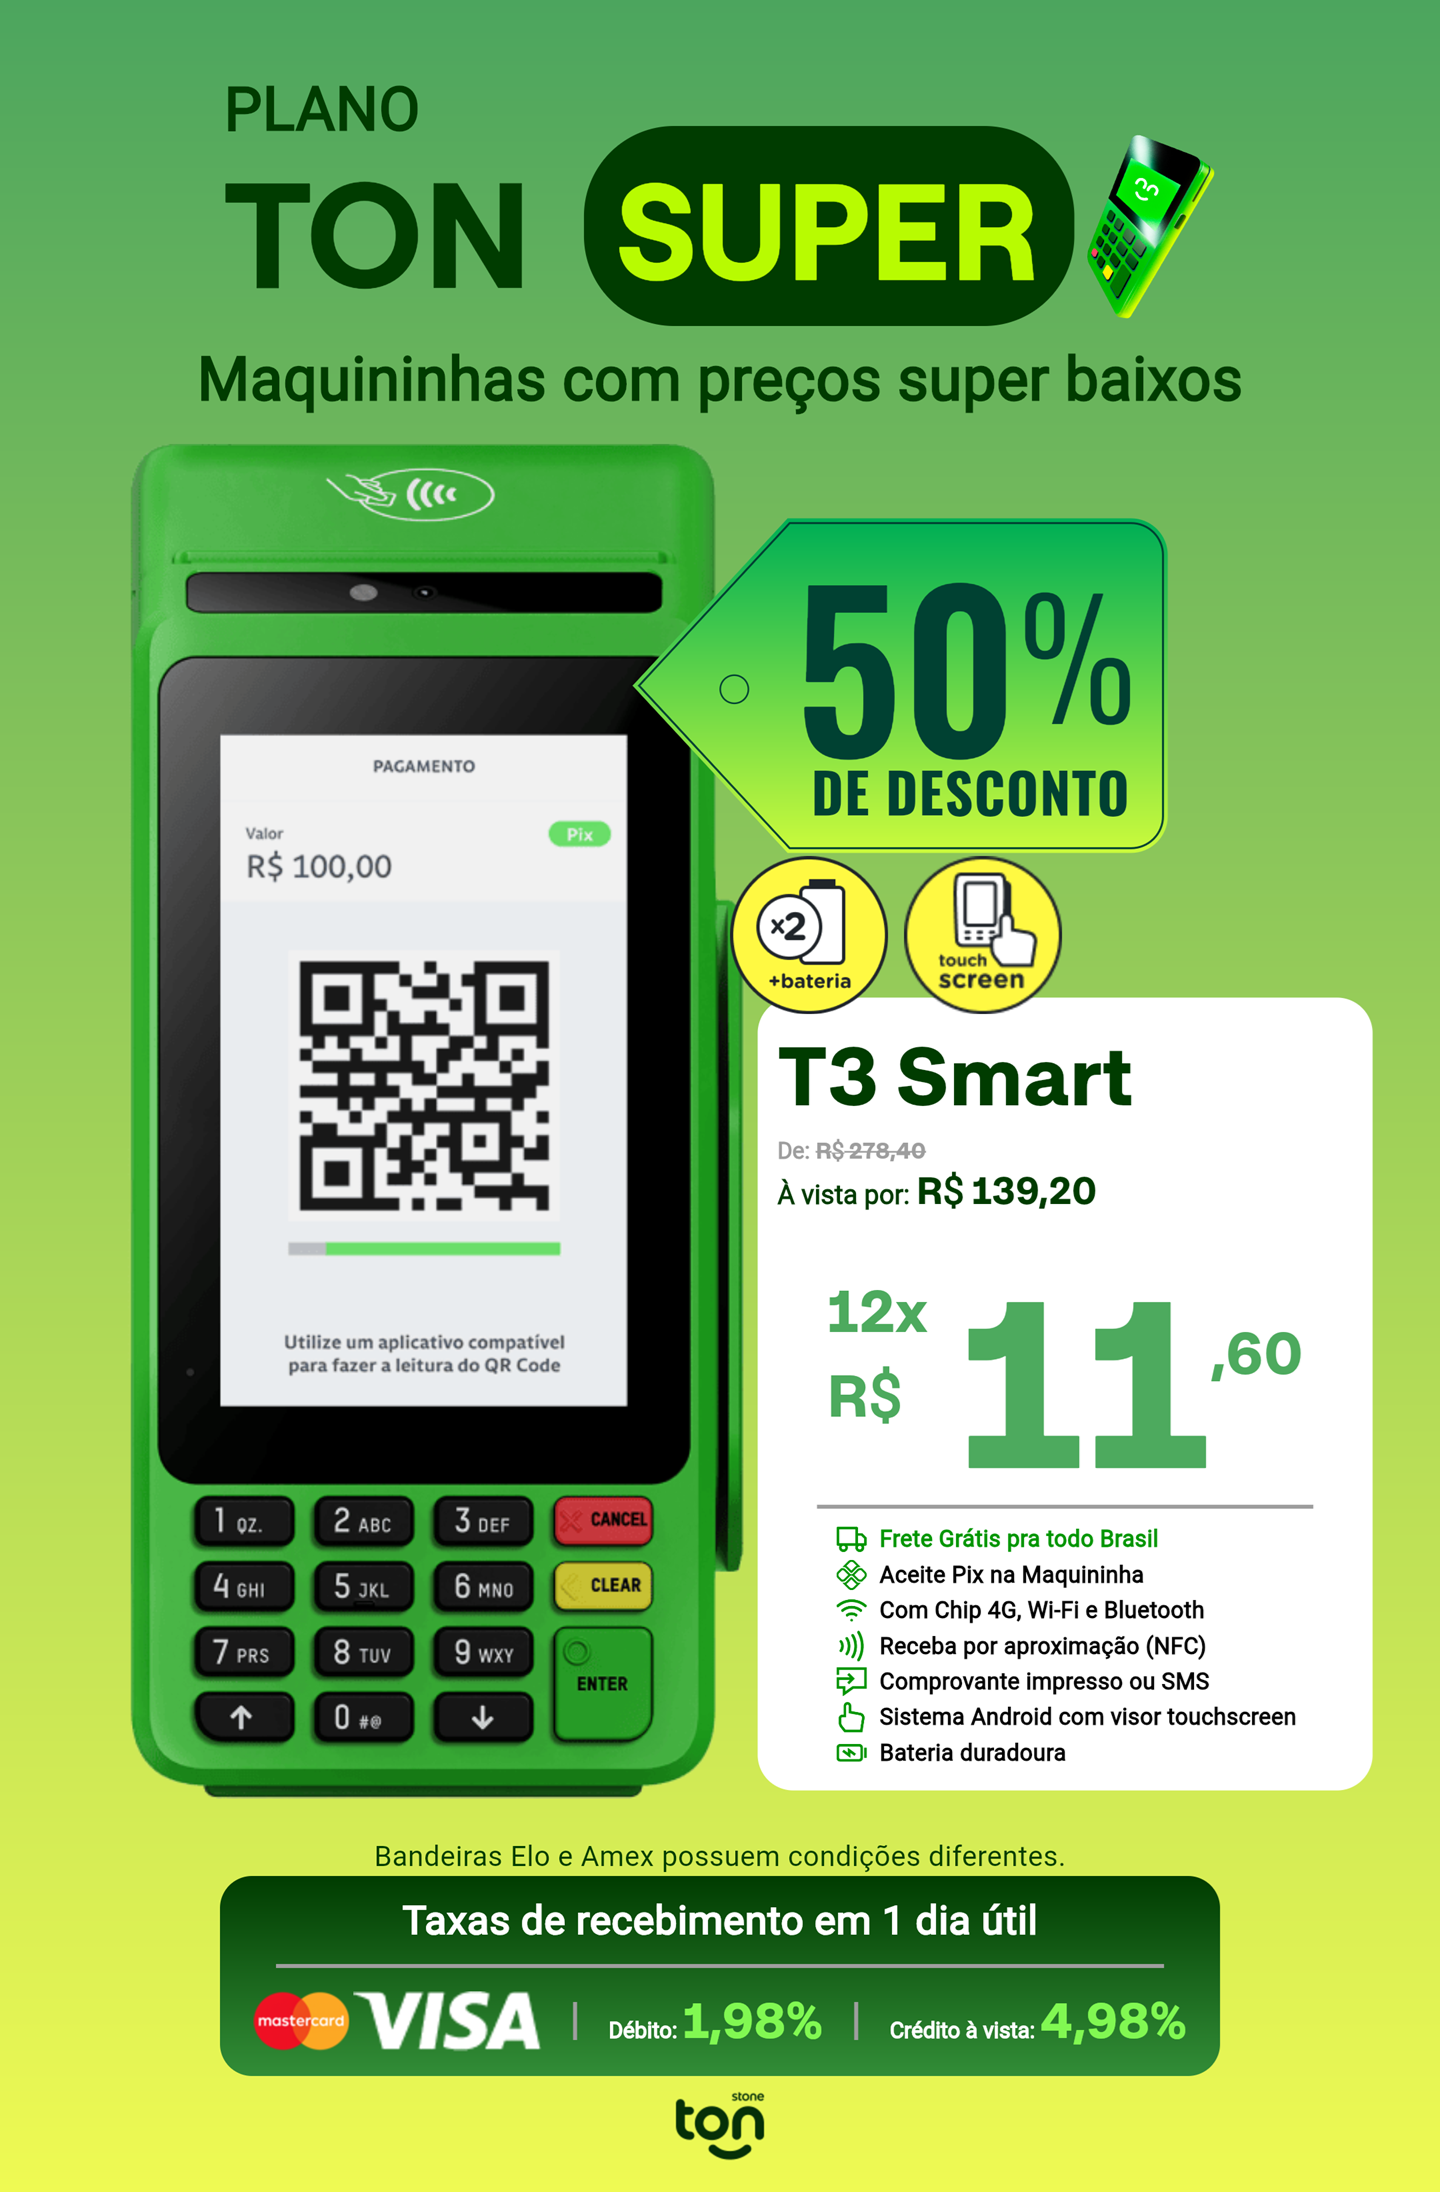 PLANO
TON SUPER
Maquininhas com preços super baixos
50%
DE DESCONTO
PAGAMENTO
Valor
Pix
R$ 100,00
Utilize um aplicativo compatível
para fazer a leitura do QR Code
x2
+bateria
touch
screen
T3 Smart
De: R$ 278,40
À vista por: R$ 139,20
12x
R$ 11,60
Frete Grátis pra todo Brasil
Aceite Pix na Maquininha
Com Chip 4G, Wi-Fi e Bluetooth
Receba por aproximação (NFC)
Comprovante impresso ou SMS
Sistema Android com visor touchscreen
Bateria duradoura
1 QZ. 2 ABC 3 DEF CANCEL
4 GHI 5 JKL 6 MNO CLEAR
7 PRS 8 TUV 9 WXY
ENTER
0 #@
Bandeiras Elo e Amex possuem condições diferentes.
Taxas de recebimento em 1 dia útil
mastercard VISA Débito: 1,98% Crédito à vista: 4,98%
stone
ton